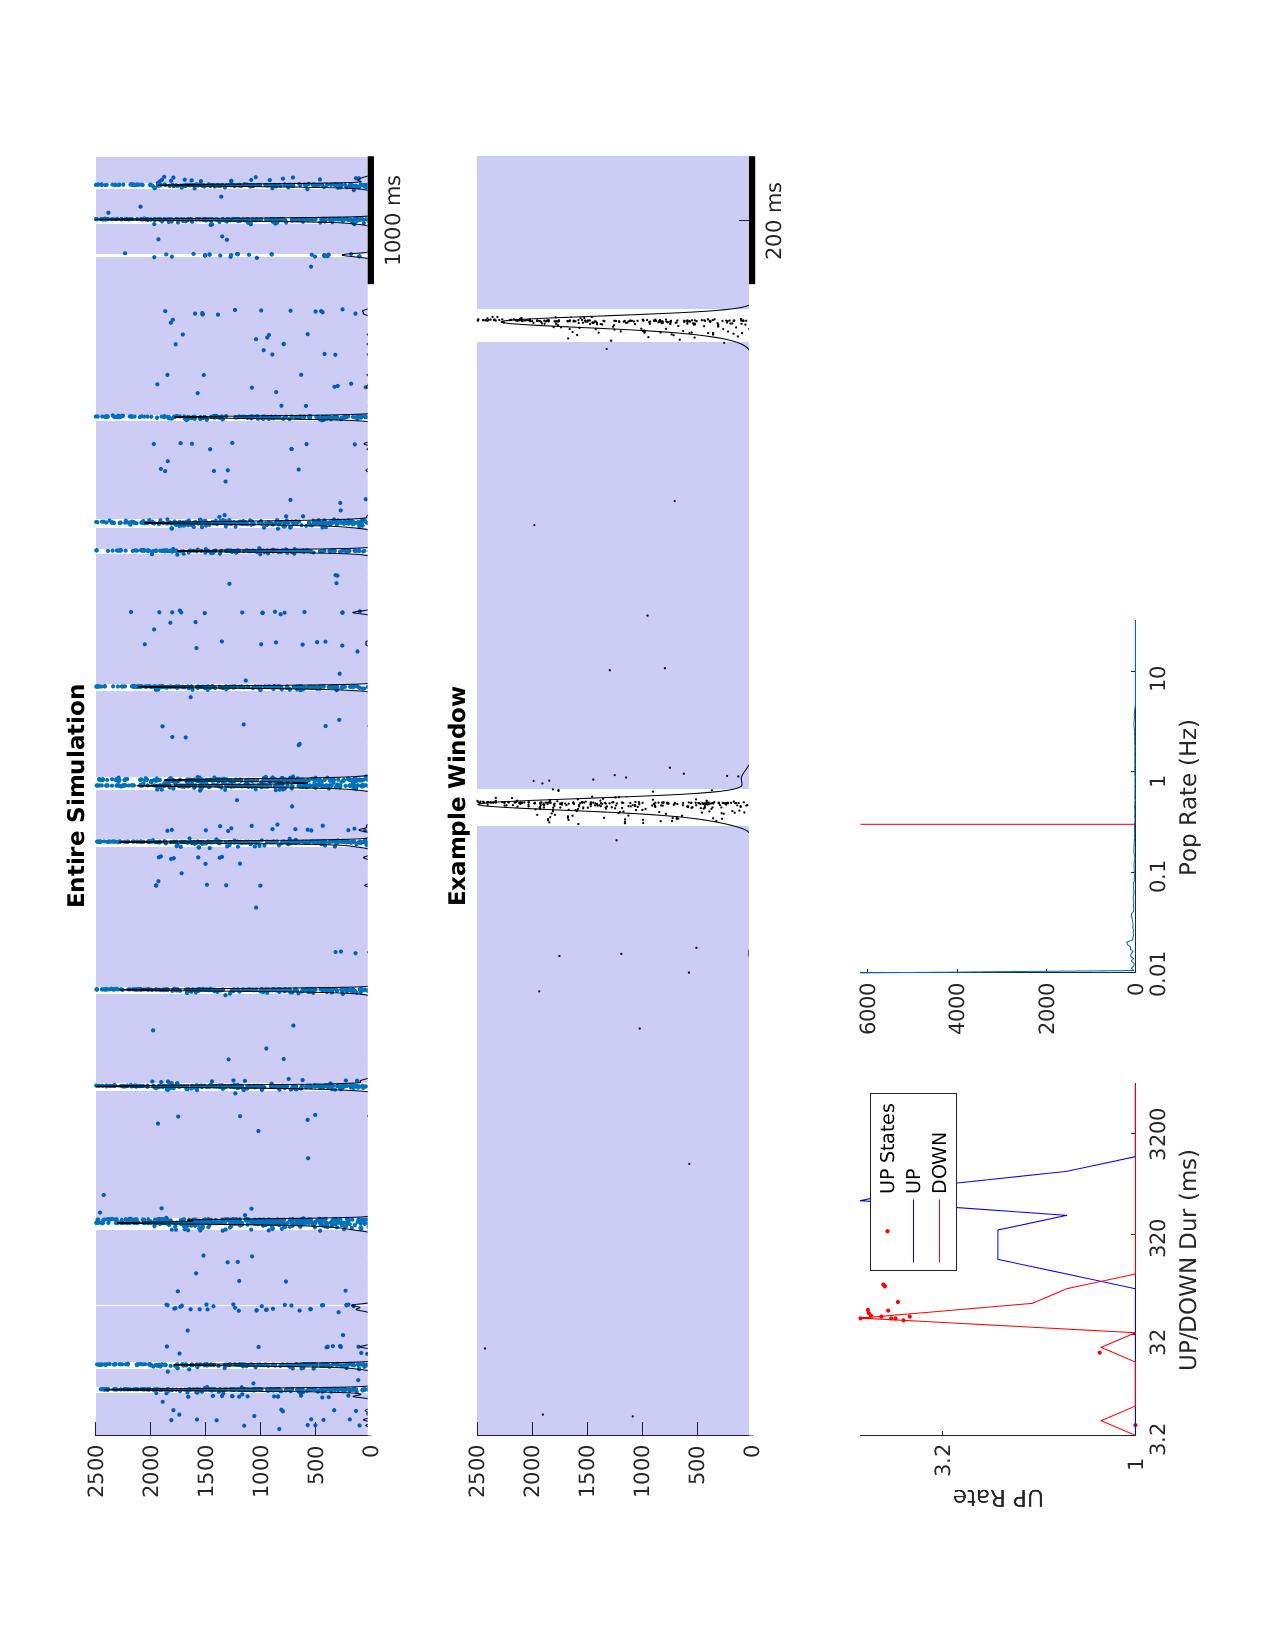 Entire Simulation
2500
2000
1500
1000
500
0
1000 ms
Example Window
2500
2000
1500
1000
500
0
200 ms
UP Rate
3.2
1
3.2 32 320 3200
UP/DOWN Dur (ms)
UP States
UP
DOWN
6000
4000
2000
0
0.01 0.1 1 10
Pop Rate (Hz)